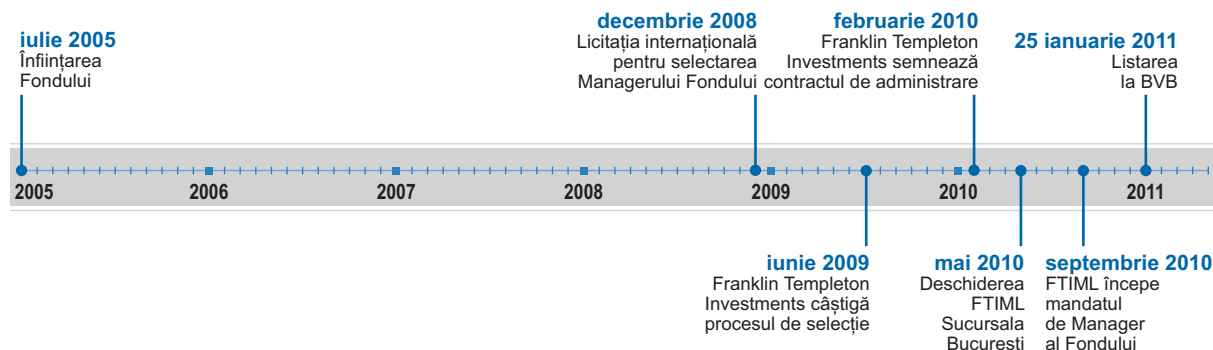 iulie 2005
Înființarea
Fondului
decembrie 2008
Licitația internațională
pentru selectarea
Managerului Fondului
februarie 2010
Franklin Templeton
Investments semnează
contractul de administrare
25 ianuarie 2011
Listarea
la BVB
2005 2006 2007 2008 2009 2010 2011
iunie 2009
Franklin Templeton
Investments câștigă
procesul de selecție
mai 2010
Deschiderea
FTIML
Sucursala
București
septembrie 2010
FTIML începe
mandatul
de Manager
al Fondului